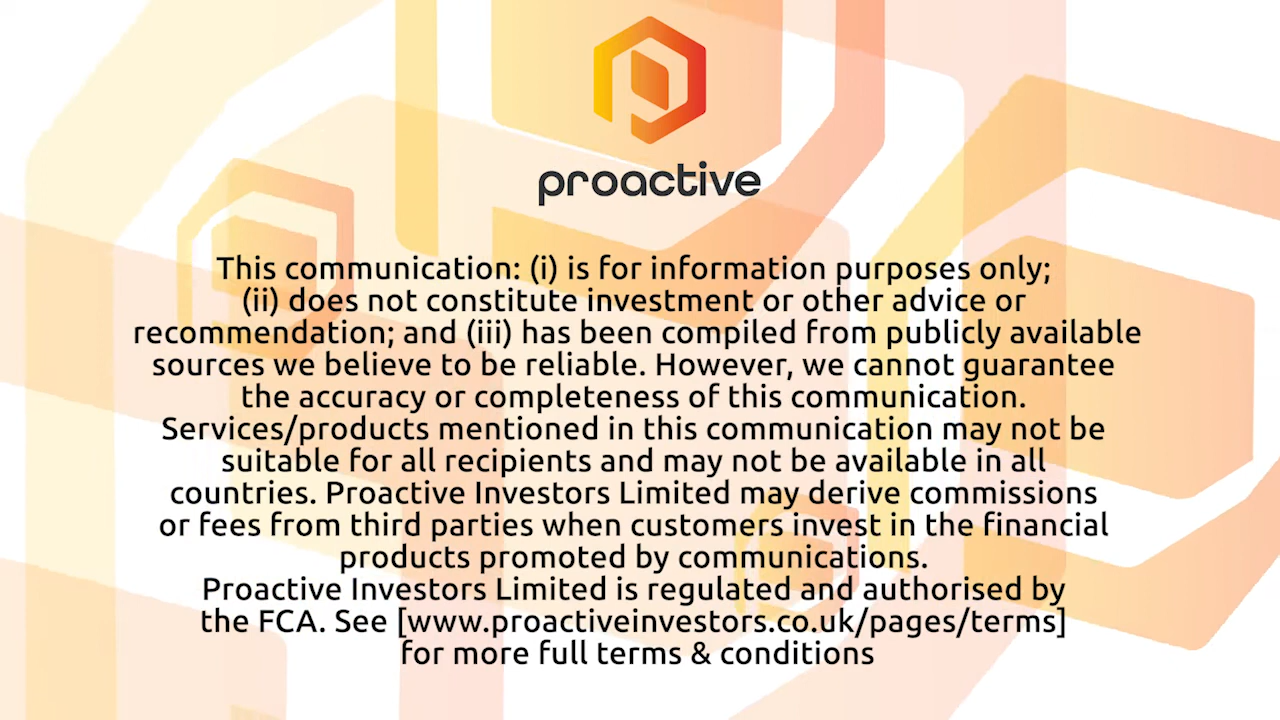 proactive
This communication: (i) is for information purposes only;
(ii) does not constitute investment or other advice or
recommendation; and (iii) has been compiled from publicly available
sources we believe to be reliable. However, we cannot guarantee
the accuracy or completeness of this communication.
Services/products mentioned in this communication may not be
suitable for all recipients and may not be available in all
countries. Proactive Investors Limited may derive commissions
or fees from third parties when customers invest in the financial
products promoted by communications.
Proactive Investors Limited is regulated and authorised by
the FCA. See [www.proactiveinvestors.co.uk/pages/terms]
for more full terms & conditions